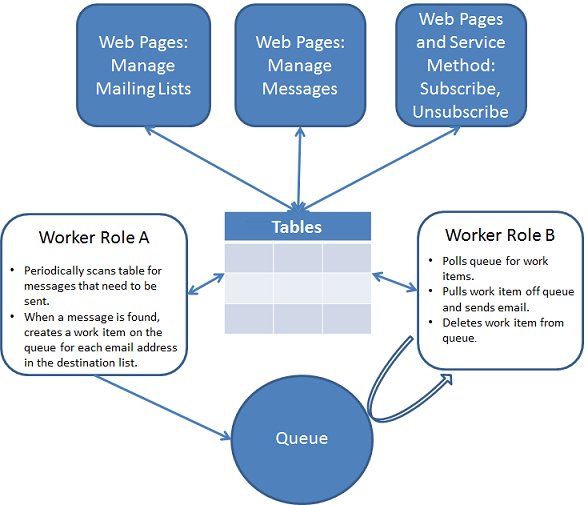 Web Pages:
Manage
Mailing Lists
Web Pages:
Manage
Messages
Web Pages
and Service
Method:
Subscribe,
Unsubscribe
Tables
Worker Role A
• Periodically scans table for
messages that need to be
sent.
• When a message is found,
creates a work item on the
queue for each email address
in the destination list.
Worker Role B
• Polls queue for work
items.
• Pulls work item off queue
and sends email.
• Deletes work item from
queue.
Queue